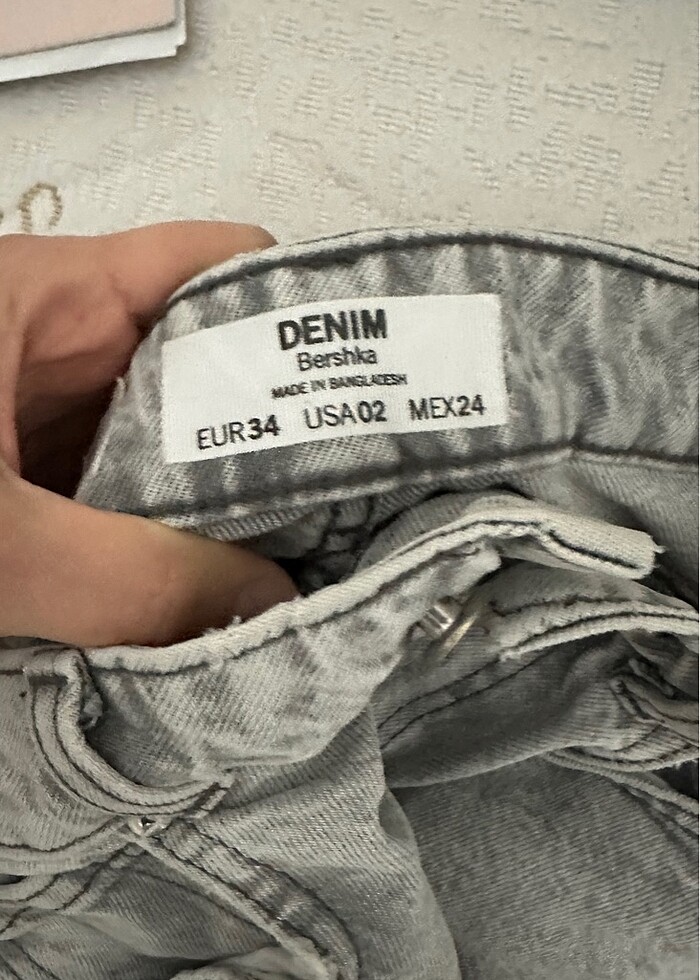 DENIM
Bershka
MADE IN BANGLADESH
EUR34 USA02 MEX24